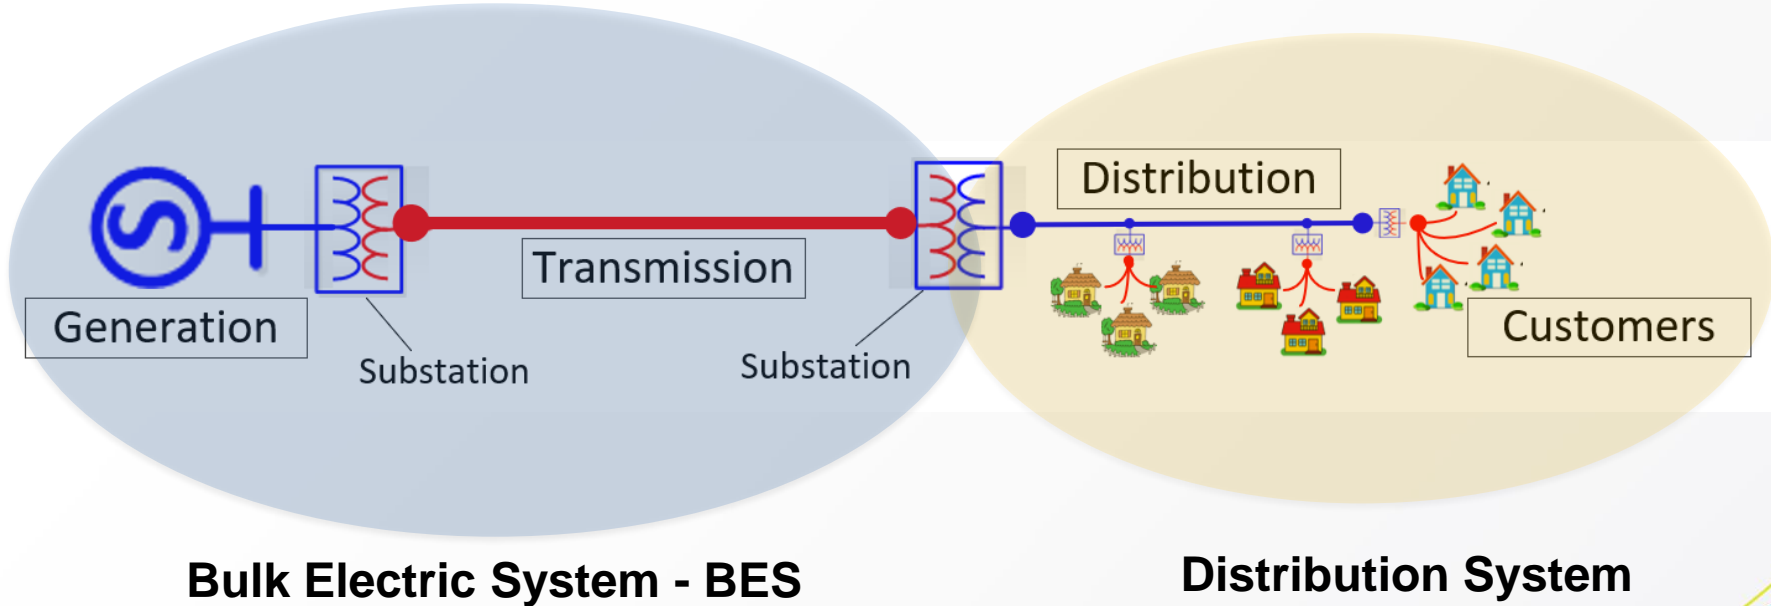 Distribution
Transmission
Generation
Substation
Substation
Customers
Bulk Electric System - BES
Distribution System